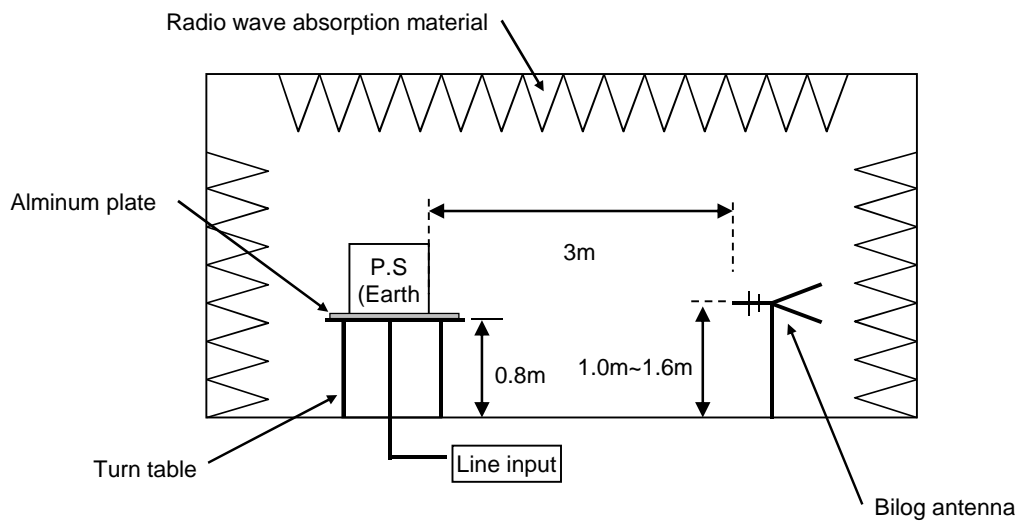 Radio wave absorption material
Alminum plate
3m
P.S
(Earth
0.8m
1.0m~1.6m
Turn table
Line input
Bilog antenna